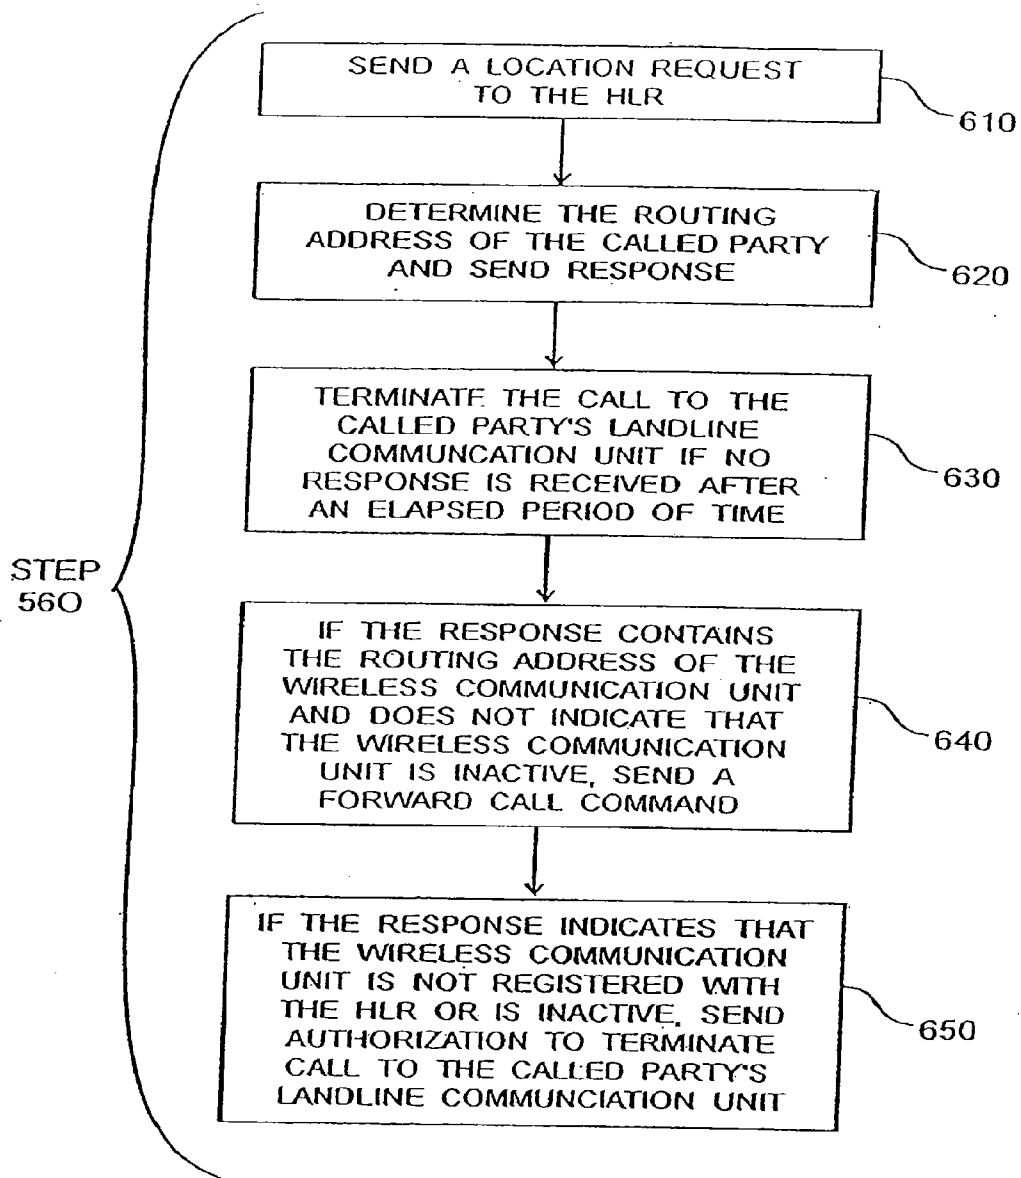 SEND A LOCATION REQUEST
TO THE HLR
610
DETERMINE THE ROUTING
ADDRESS OF THE CALLED PARTY
AND SEND RESPONSE
620
TERMINATE THE CALL TO THE
CALLED PARTY'S LANDLINE
COMMUNCATION UNIT IF NO
RESPONSE IS RECEIVED AFTER
AN ELAPSED PERIOD OF TIME
630
STEP
560
IF THE RESPONSE CONTAINS
THE ROUTING ADDRESS OF THE
WIRELESS COMMUNICATION UNIT
AND DOES NOT INDICATE THAT
THE WIRELESS COMMUNICATION
UNIT IS INACTIVE, SEND A
FORWARD CALL COMMAND
640
IF THE RESPONSE INDICATES THAT
THE WIRELESS COMMUNICATION
UNIT IS NOT REGISTERED WITH
THE HLR OR IS INACTIVE, SEND
AUTHORIZATION TO TERMINATE
CALL TO THE CALLED PARTY'S
LANDLINE COMMUNCIATION UNIT
650